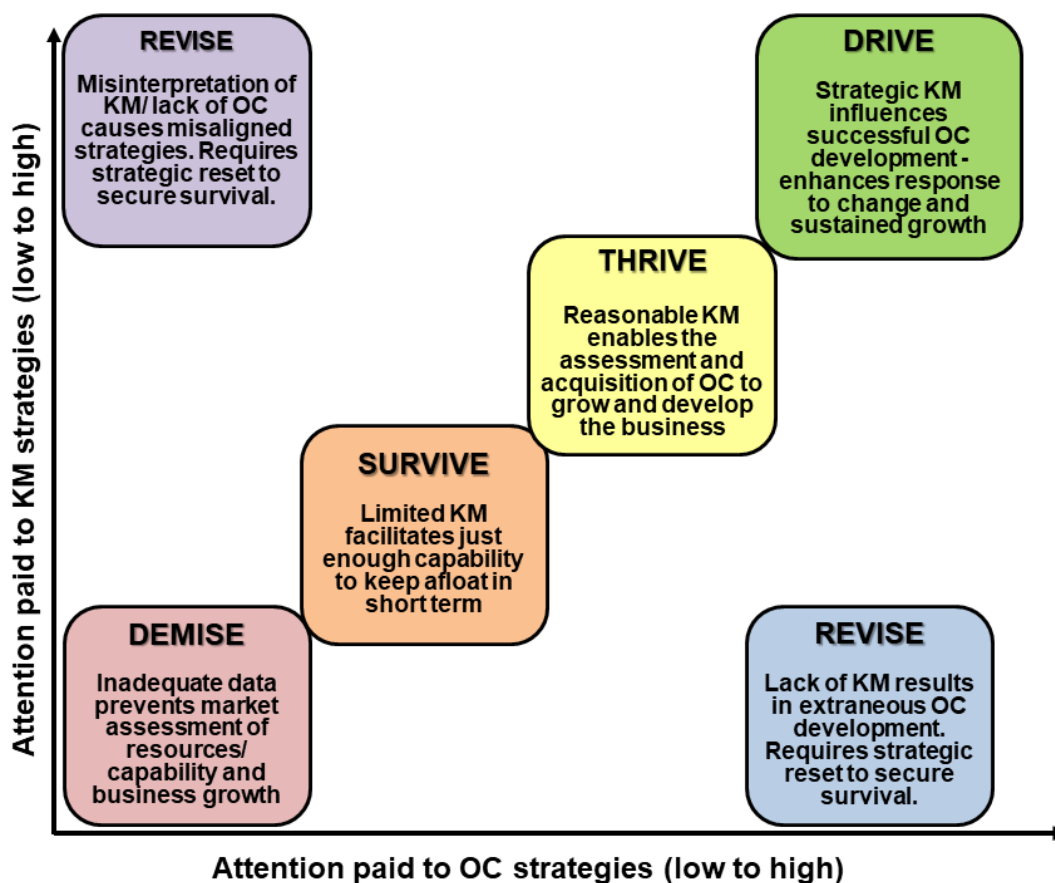 Attention paid to KM strategies (low to high)
REVISE
Misinterpretation of
KM/ lack of OC
causes misaligned
strategies. Requires
strategic reset to
secure survival.
DRIVE
Strategic KM
influences
successful OC
development -
enhances response
to change and
sustained growth
THRIVE
Reasonable KM
enables the
assessment and
acquisition of OC to
grow and develop
the business
SURVIVE
Limited KM
facilitates just
enough capability
to keep afloat in
short term
DEMISE
Inadequate data
prevents market
assessment of
resources/
capability and
business growth
REVISE
Lack of KM results
in extraneous OC
development.
Requires strategic
reset to secure
survival.
Attention paid to OC strategies (low to high)